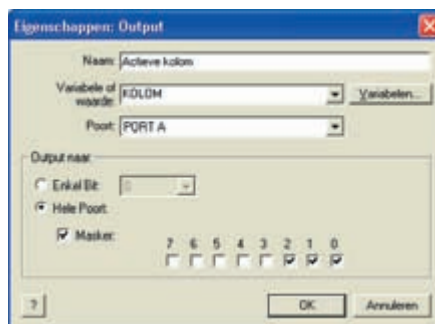 Eigenschappen: Output
Naam: Actieve kolom
Variabele of waarde: KOLOM Variabelen...
Poort: PORT A
Output naar
Enkel Bit: 0
Hele Poort:
Masker: 7 6 5 4 3 2 1 0
? OK Annuleren